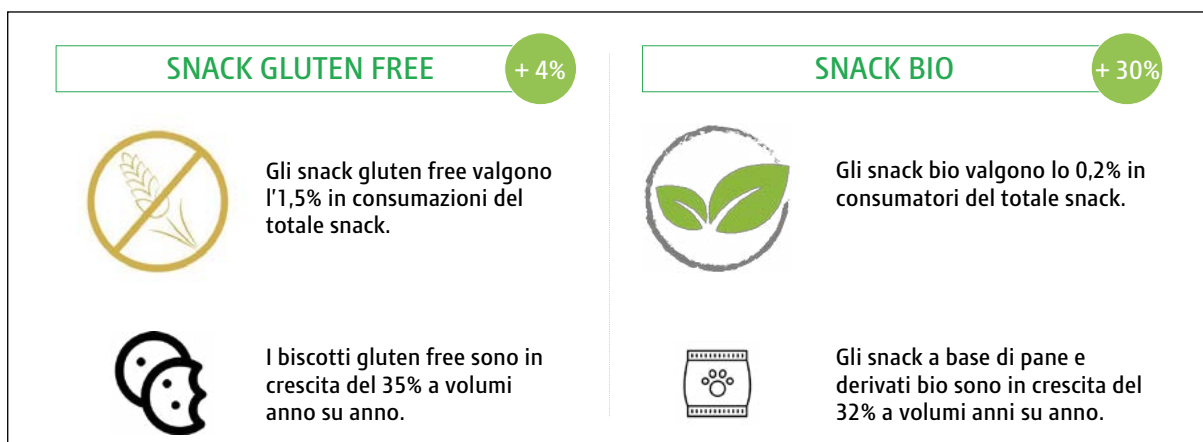 SNACK GLUTEN FREE
+ 4%
Gli snack gluten free valgono
l'1,5% in consumazioni del
totale snack.
I biscotti gluten free sono in
crescita del 35% a volumi
anno su anno.
SNACK BIO
+ 30%
Gli snack bio valgono lo 0,2% in
consumatori del totale snack.
Gli snack a base di pane e
derivati bio sono in crescita del
32% a volumi anni su anno.